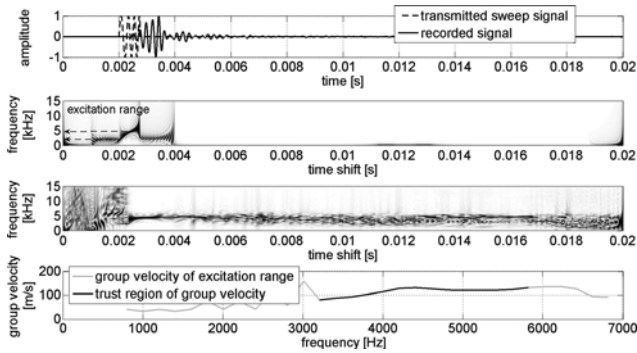 amplitude
1
0
-1
transmitted sweep signal
recorded signal
0 0.002 0.004 0.006 0.008 0.01 0.012 0.014 0.016 0.018 0.02
time [s]
frequency
[kHz]
15
10
5
0
excitation range
0 0.002 0.004 0.006 0.008 0.01 0.012 0.014 0.016 0.018 0.02
time shift [s]
frequency
[kHz]
15
10
5
0
0 0.002 0.004 0.006 0.008 0.01 0.012 0.014 0.016 0.018 0.02
time shift [s]
group velocity
[m/s]
200
100
0
group velocity of excitation range
trust region of group velocity
0 1000 2000 3000 4000 5000 6000 7000
frequency [Hz]